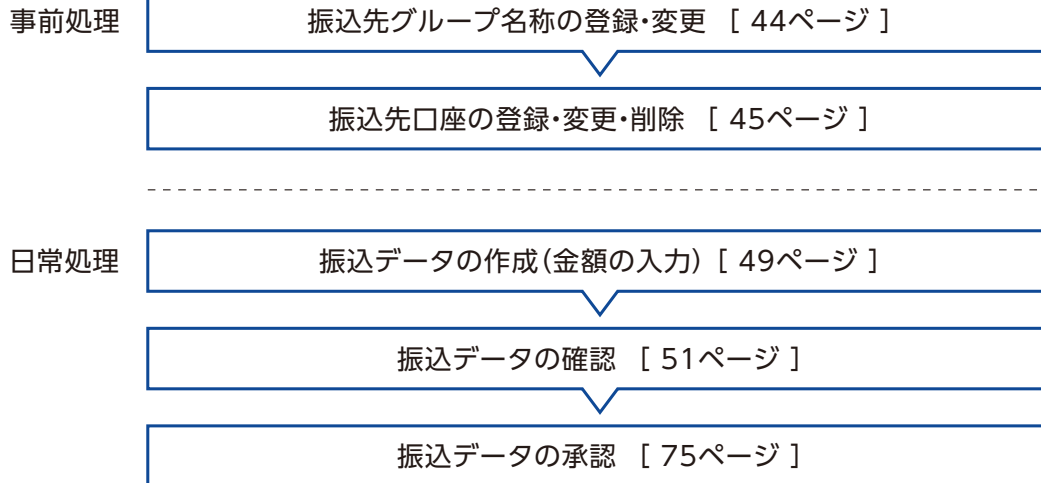 事前処理
振込先グループ名称の登録・変更 [ 44ページ ]
振込先口座の登録・変更・削除 [ 45ページ ]
日常処理
振込データの作成(金額の入力) [ 49ページ ]
振込データの確認 [ 51ページ ]
振込データの承認 [ 75ページ ]